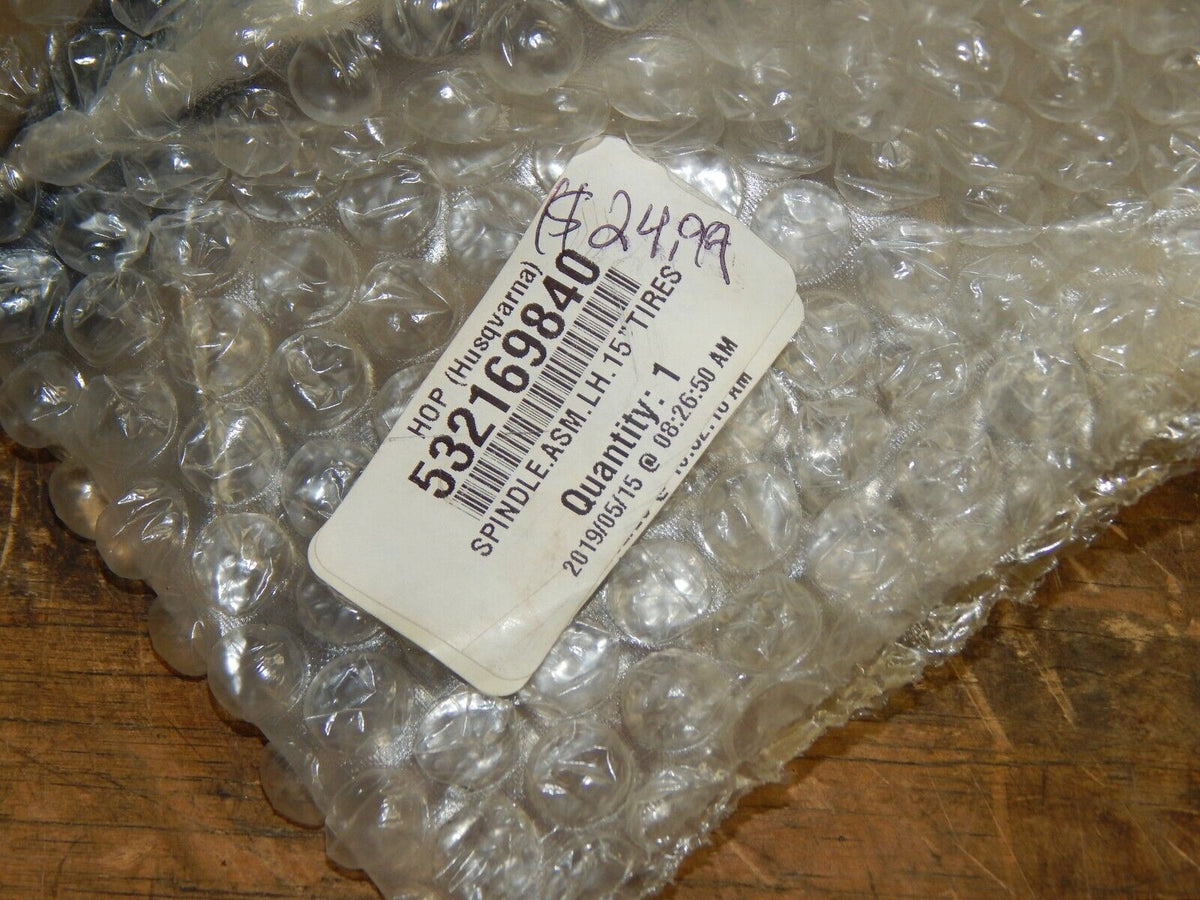 $24,99
HOP (Husqvarna)
532169840
SPINDLE.ASM.LH.15"TIRES
Quantity: 1
2019/05/15 @ 08:26:50 AM
AM